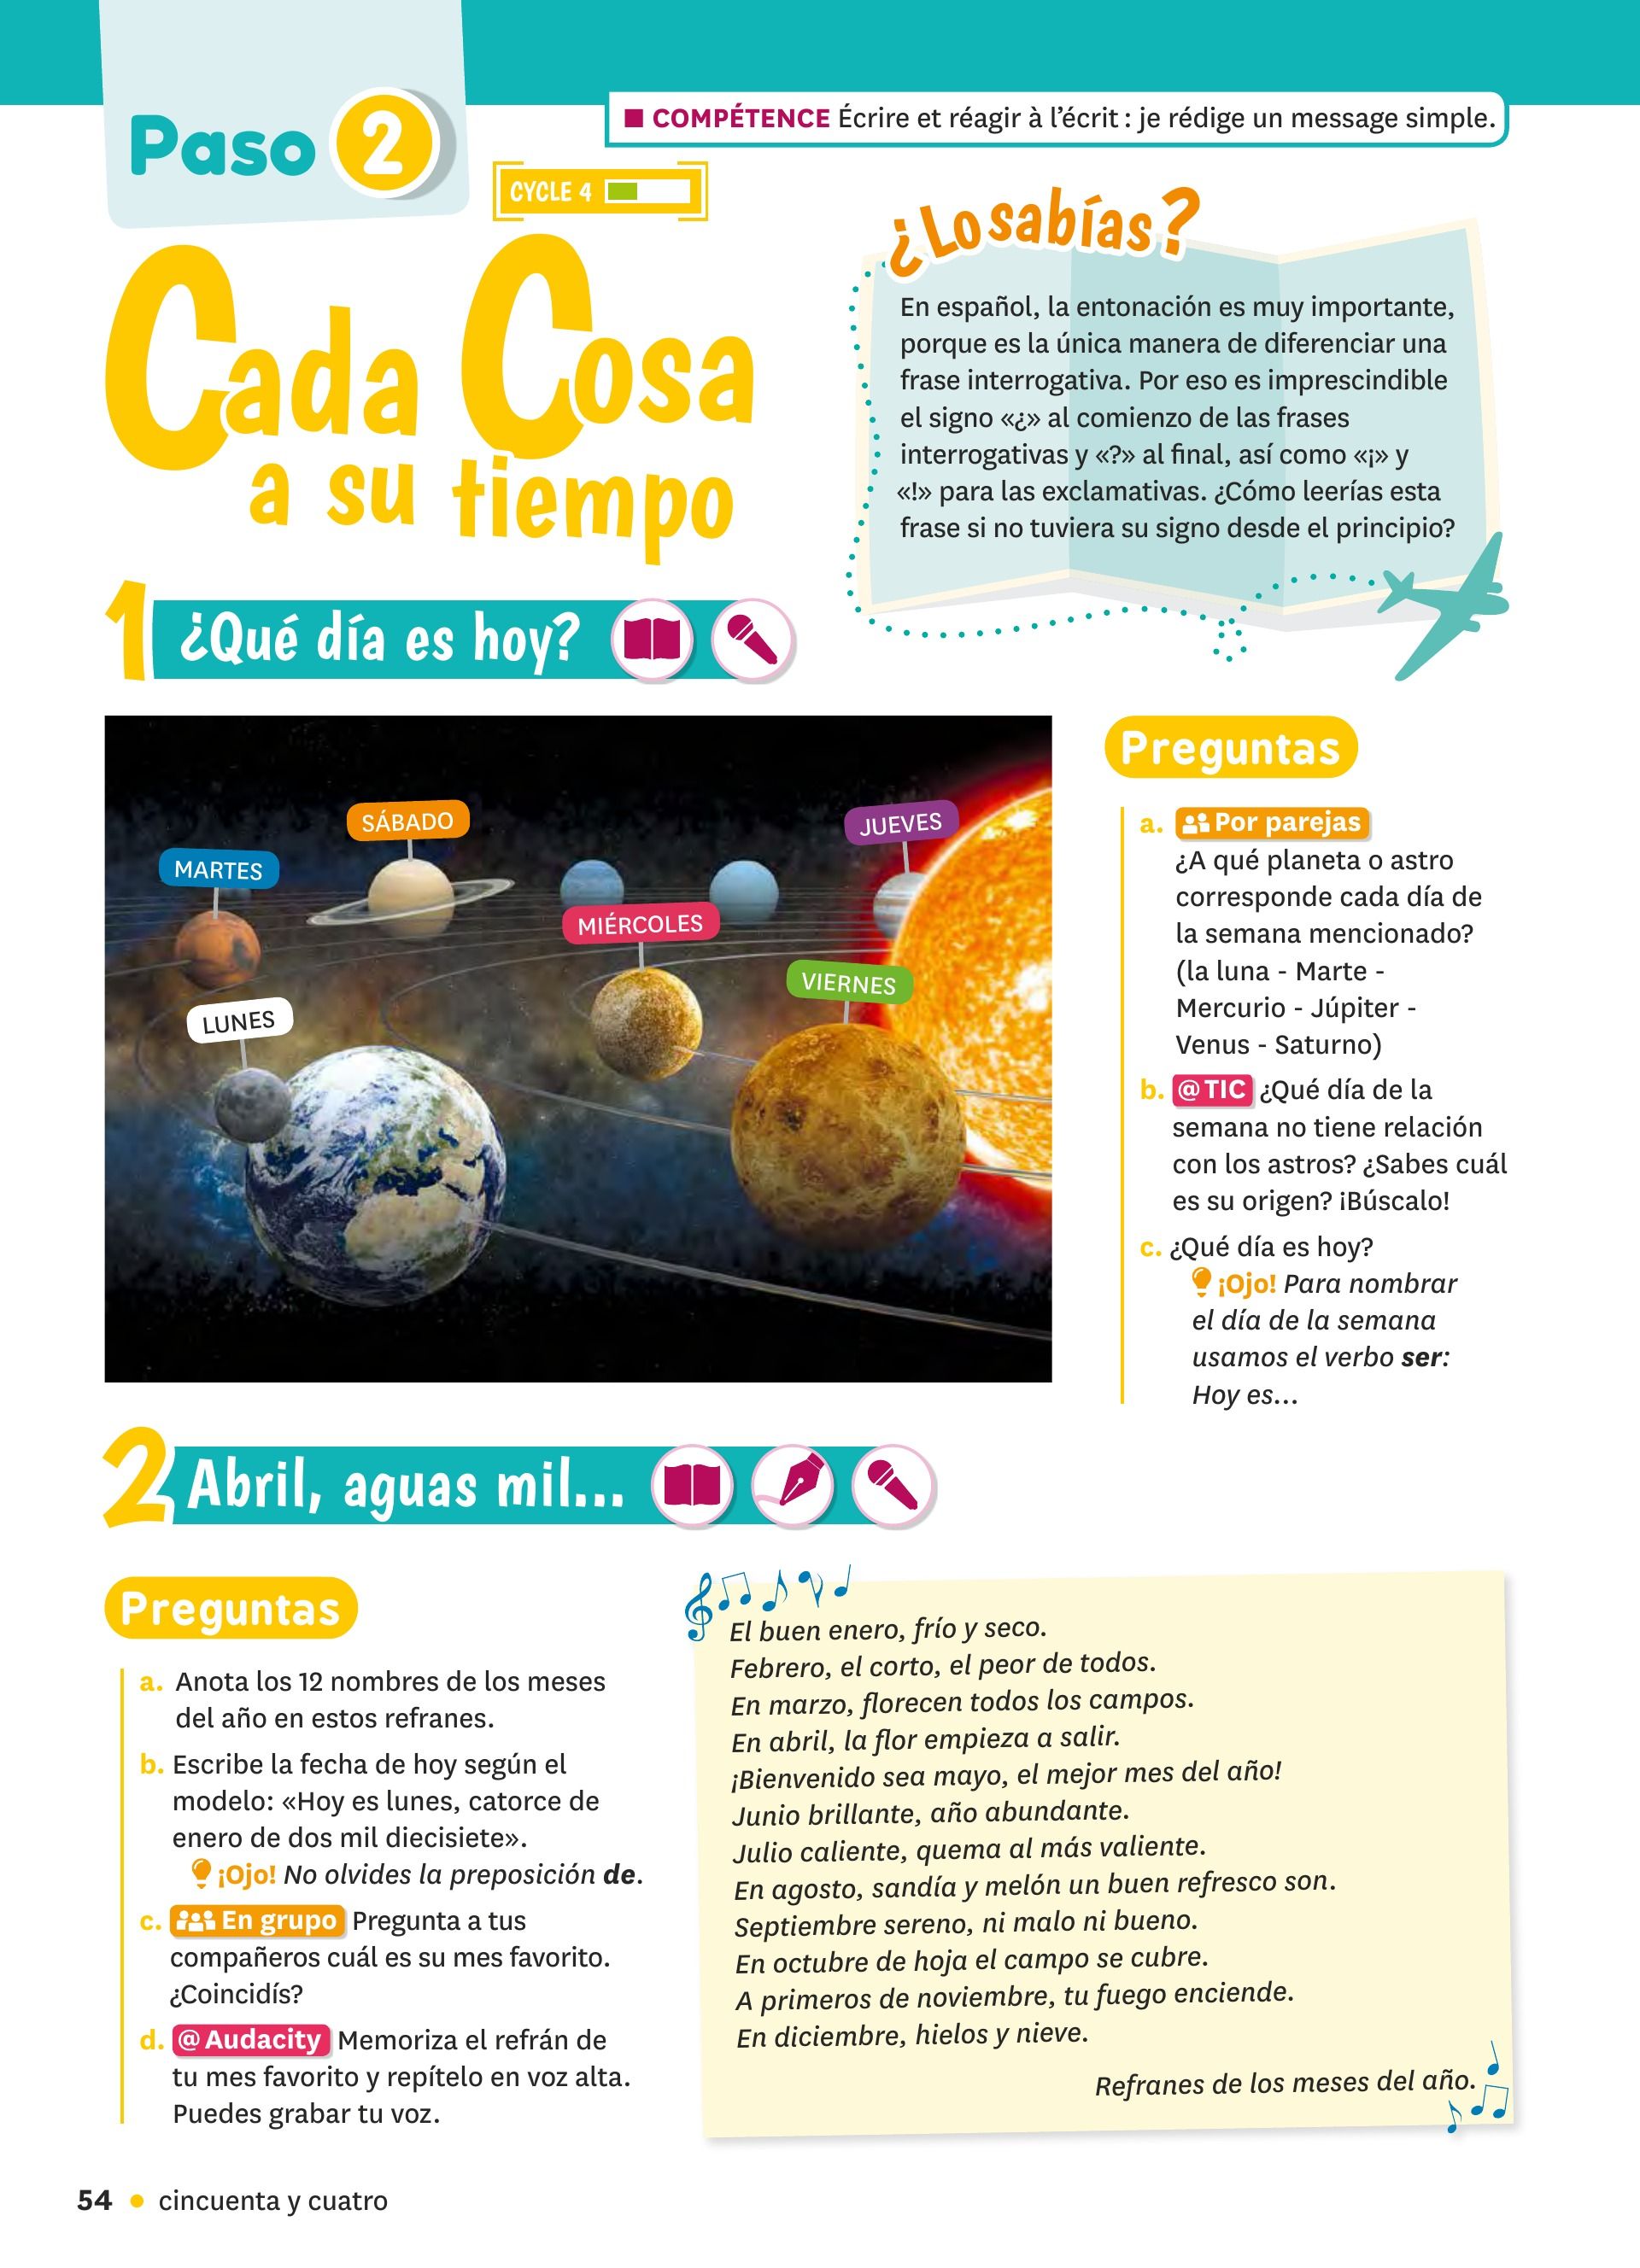 Paso 2
■ COMPÉTENCE Écrire et réagir à l'écrit : je rédige un message simple.
CYCLE 4
Cada Cosa
a su tiempo
¿Lo sabías?
En español, la entonación es muy importante,
porque es la única manera de diferenciar una
frase interrogativa. Por eso es imprescindible
el signo «¿» al comienzo de las frases
interrogativas y «?» al final, así como «¡» y
«!» para las exclamativas. ¿Cómo leerías esta
frase si no tuviera su signo desde el principio?
1 ¿Qué día es hoy?
SÁBADO
JUEVES
MARTES
MIÉRCOLES
VIERNES
LUNES
Preguntas
a. Por parejas
¿A qué planeta o astro
corresponde cada día de
la semana mencionado?
(la luna - Marte -
Mercurio - Júpiter -
Venus - Saturno)
b. @ TIC ¿Qué día de la
semana no tiene relación
con los astros? ¿Sabes cuál
es su origen? ¡Búscalo!
c. ¿Qué día es hoy?
¡Ojo! Para nombrar
el día de la semana
usamos el verbo ser:
Hoy es...
2 Abril, aguas mil...
Preguntas
a. Anota los 12 nombres de los meses
del año en estos refranes.
b. Escribe la fecha de hoy según el
modelo: «Hoy es lunes, catorce de
enero de dos mil diecisiete».
¡Ojo! No olvides la preposición de.
c. En grupo Pregunta a tus
compañeros cuál es su mes favorito.
¿Coincidís?
d. @ Audacity Memoriza el refrán de
tu mes favorito y repítelo en voz alta.
Puedes grabar tu voz.
El buen enero, frío y seco.
Febrero, el corto, el peor de todos.
En marzo, florecen todos los campos.
En abril, la flor empieza a salir.
¡Bienvenido sea mayo, el mejor mes del año!
Junio brillante, año abundante.
Julio caliente, quema al más valiente.
En agosto, sandía y melón un buen refresco son.
Septiembre sereno, ni malo ni bueno.
En octubre de hoja el campo se cubre.
A primeros de noviembre, tu fuego enciende.
En diciembre, hielos y nieve.
Refranes de los meses del año.
54 • cincuenta y cuatro